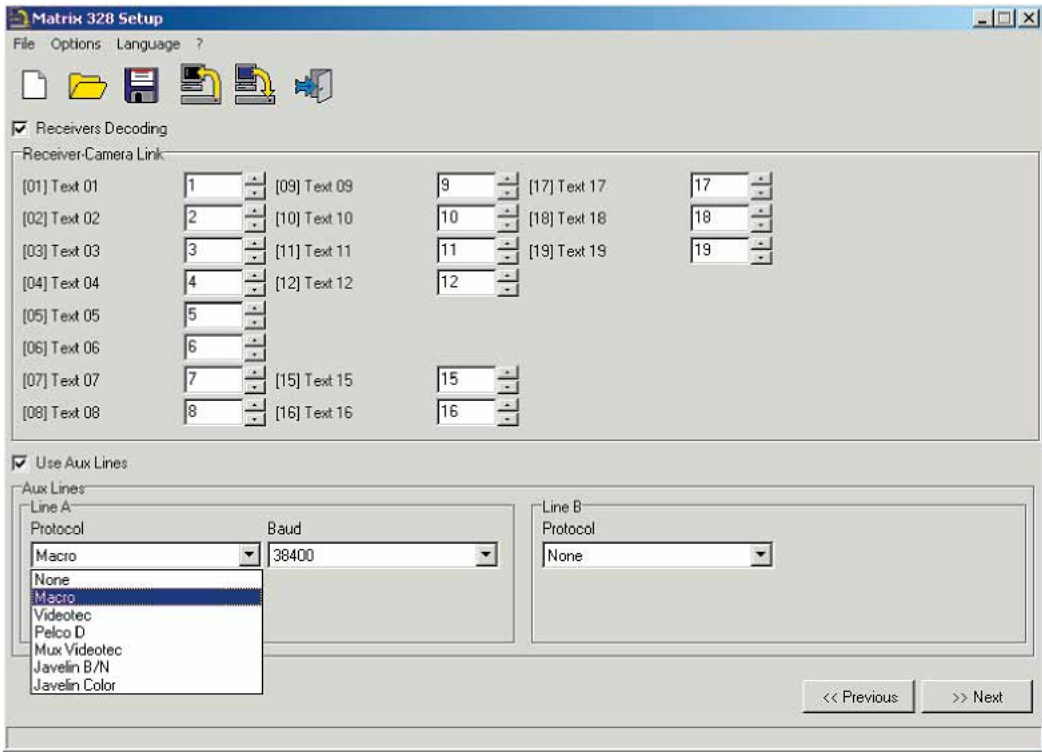 Matrix 328 Setup
File Options Language ?
Receivers Decoding
Receiver-Camera Link
[01] Text 01 1 [09] Text 09 9 [17] Text 17 17
[02] Text 02 2 [10] Text 10 10 [18] Text 18 18
[03] Text 03 3 [11] Text 11 11 [19] Text 19 19
[04] Text 04 4 [12] Text 12 12
[05] Text 05 5
[06] Text 06 6
[07] Text 07 7 [15] Text 15 15
[08] Text 08 8 [16] Text 16 16
Use Aux Lines
Aux Lines
Line A Line B
Protocol Baud Protocol
Macro 38400 None
None
Macro
Videotec
Pelco D
Mux Videotec
Javelin B/N
Javelin Color
<< Previous >> Next